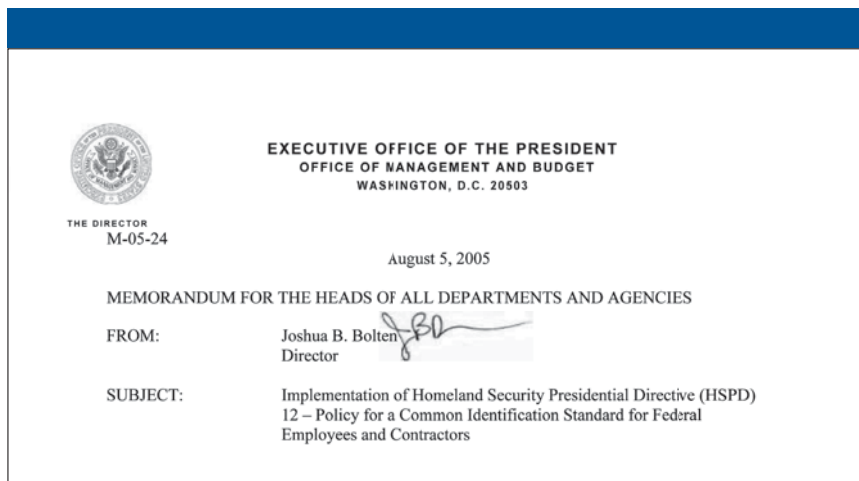 EXECUTIVE OFFICE OF THE PRESIDENT
OFFICE OF MANAGEMENT AND BUDGET
WASHINGTON, D.C. 20503
THE DIRECTOR
M-05-24
August 5, 2005
MEMORANDUM FOR THE HEADS OF ALL DEPARTMENTS AND AGENCIES
FROM: Joshua B. Bolten
Director
SUBJECT: Implementation of Homeland Security Presidential Directive (HSPD)
12 – Policy for a Common Identification Standard for Federal
Employees and Contractors